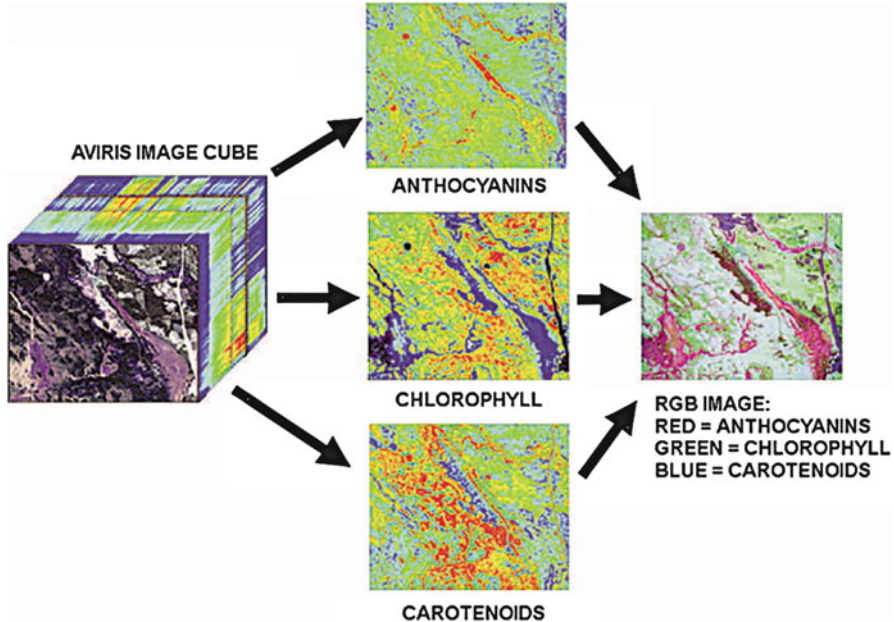 AVIRIS IMAGE CUBE
ANTHOCYANINS
CHLOROPHYLL
CAROTENOIDS
RGB IMAGE:
RED = ANTHOCYANINS
GREEN = CHLOROPHYLL
BLUE = CAROTENOIDS